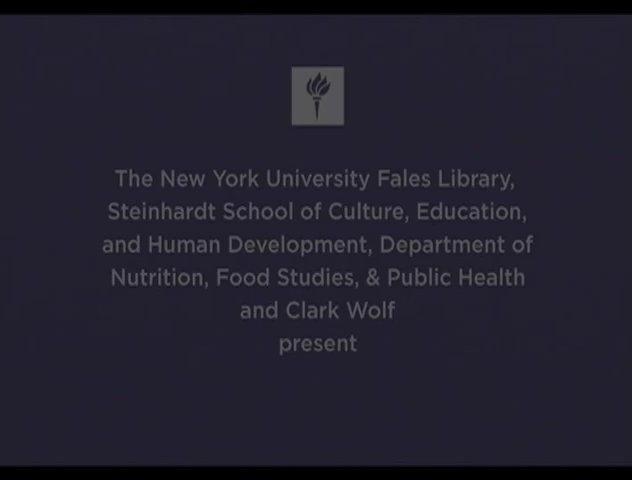 The New York University Fales Library,
Steinhardt School of Culture, Education,
and Human Development, Department of
Nutrition, Food Studies, & Public Health
and Clark Wolf
present